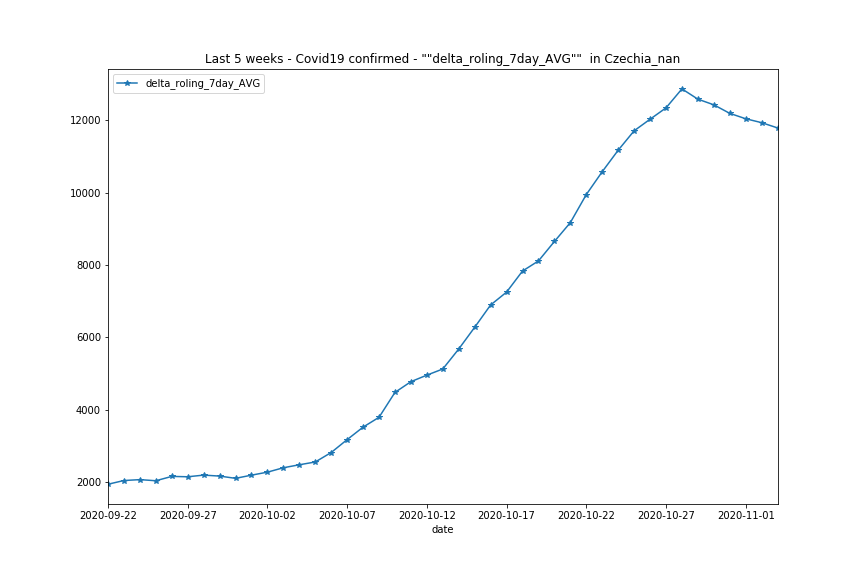 Last 5 weeks - Covid19 confirmed - ""delta_roling_7day_AVG""  in Czechia_nan
delta_roling_7day_AVG
12000
10000
8000
6000
4000
2000
2020-09-22 2020-09-27 2020-10-02 2020-10-07 2020-10-12 2020-10-17 2020-10-22 2020-10-27 2020-11-01
date